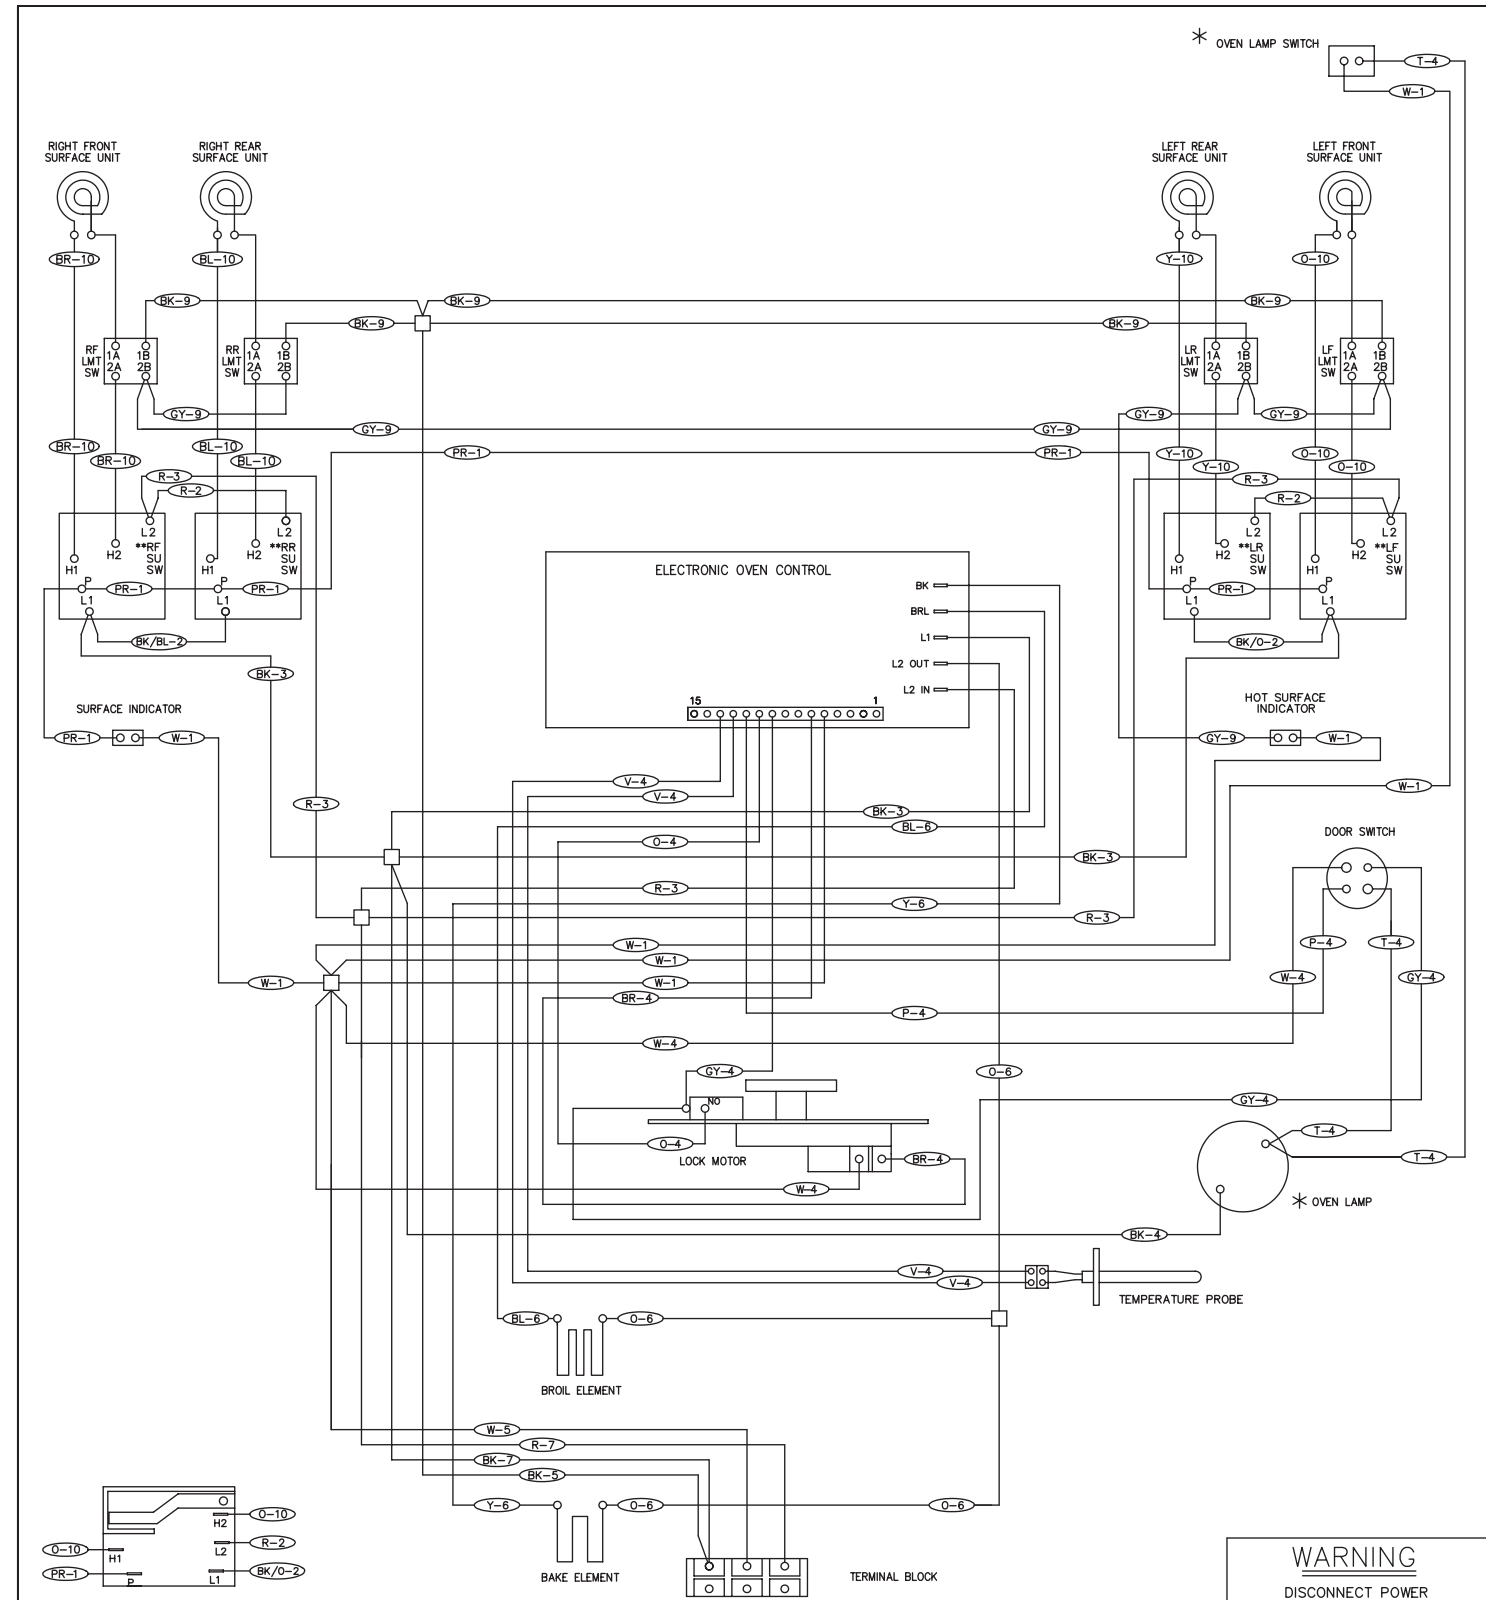 OVEN LAMP SWITCH
T-4
W-1
RIGHT FRONT
SURFACE UNIT
RIGHT REAR
SURFACE UNIT
LEFT REAR
SURFACE UNIT
LEFT FRONT
SURFACE UNIT
BR-10
BL-10
Y-10
O-10
BK-9
BK-9
BK-9
BK-9
BK-9
RF
LMT
SW
1A
2A
1B
2B
RR
LMT
SW
1A
2A
1B
2B
LR
LMT
SW
1A
2A
1B
2B
LF
LMT
SW
1A
2A
1B
2B
GY-9
GY-9
GY-9
GY-9
GY-9
BR-10
BR-10
BL-10
BL-10
PR-1
PR-1
Y-10
Y-10
O-10
O-10
R-3
R-2
R-3
R-2
L2
H2
**RF
SU
SW
H1
P
L1
PR-1
L2
H2
**RR
SU
SW
H1
P
L1
PR-1
L2
H2
**LR
SU
SW
H1
P
L1
PR-1
L2
H2
**LF
SU
SW
H1
P
L1
BK/BL-2
BK/O-2
BK-3
ELECTRONIC OVEN CONTROL
BK
BRL
L1
L2 OUT
L2 IN
15
1
SURFACE INDICATOR
PR-1
W-1
HOT SURFACE
INDICATOR
GY-9
W-1
V-4
V-4
W-1
R-3
BK-3
BL-6
O-4
BK-3
DOOR SWITCH
R-3
Y-6
R-3
W-1
W-1
W-1
W-1
BR-4
P-4
W-4
P-4
T-4
W-4
GY-4
GY-4
O-6
NO
GY-4
O-4
LOCK MOTOR
BR-4
W-4
T-4
T-4
OVEN LAMP
BK-4
V-4
V-4
TEMPERATURE PROBE
BL-6
O-6
BROIL ELEMENT
W-5
R-7
BK-7
BK-5
Y-6
O-6
O-6
BAKE ELEMENT
TERMINAL BLOCK
O-10
H2
R-2
L2
O-10
H1
PR-1
P
L1
BK/O-2
WARNING
DISCONNECT POWER